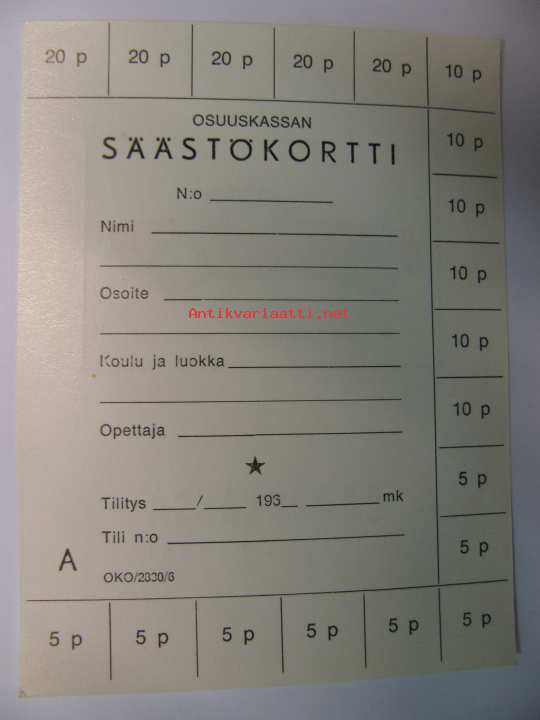 20 p 20 p 20 p 20 p 20 p 10 p
OSUUSKASSAN
SÄÄSTÖKORTTI
10 p
N:o
10 p
Nimi
10 p
Osoite
Antikvariaatti.net
10 p
Koulu ja luokka
10 p
Opettaja
5 p
Tilitys / 196 mk
Tili n:o
5 p
A
OKO/2830/6
5 p 5 p 5 p 5 p 5 p 5 p